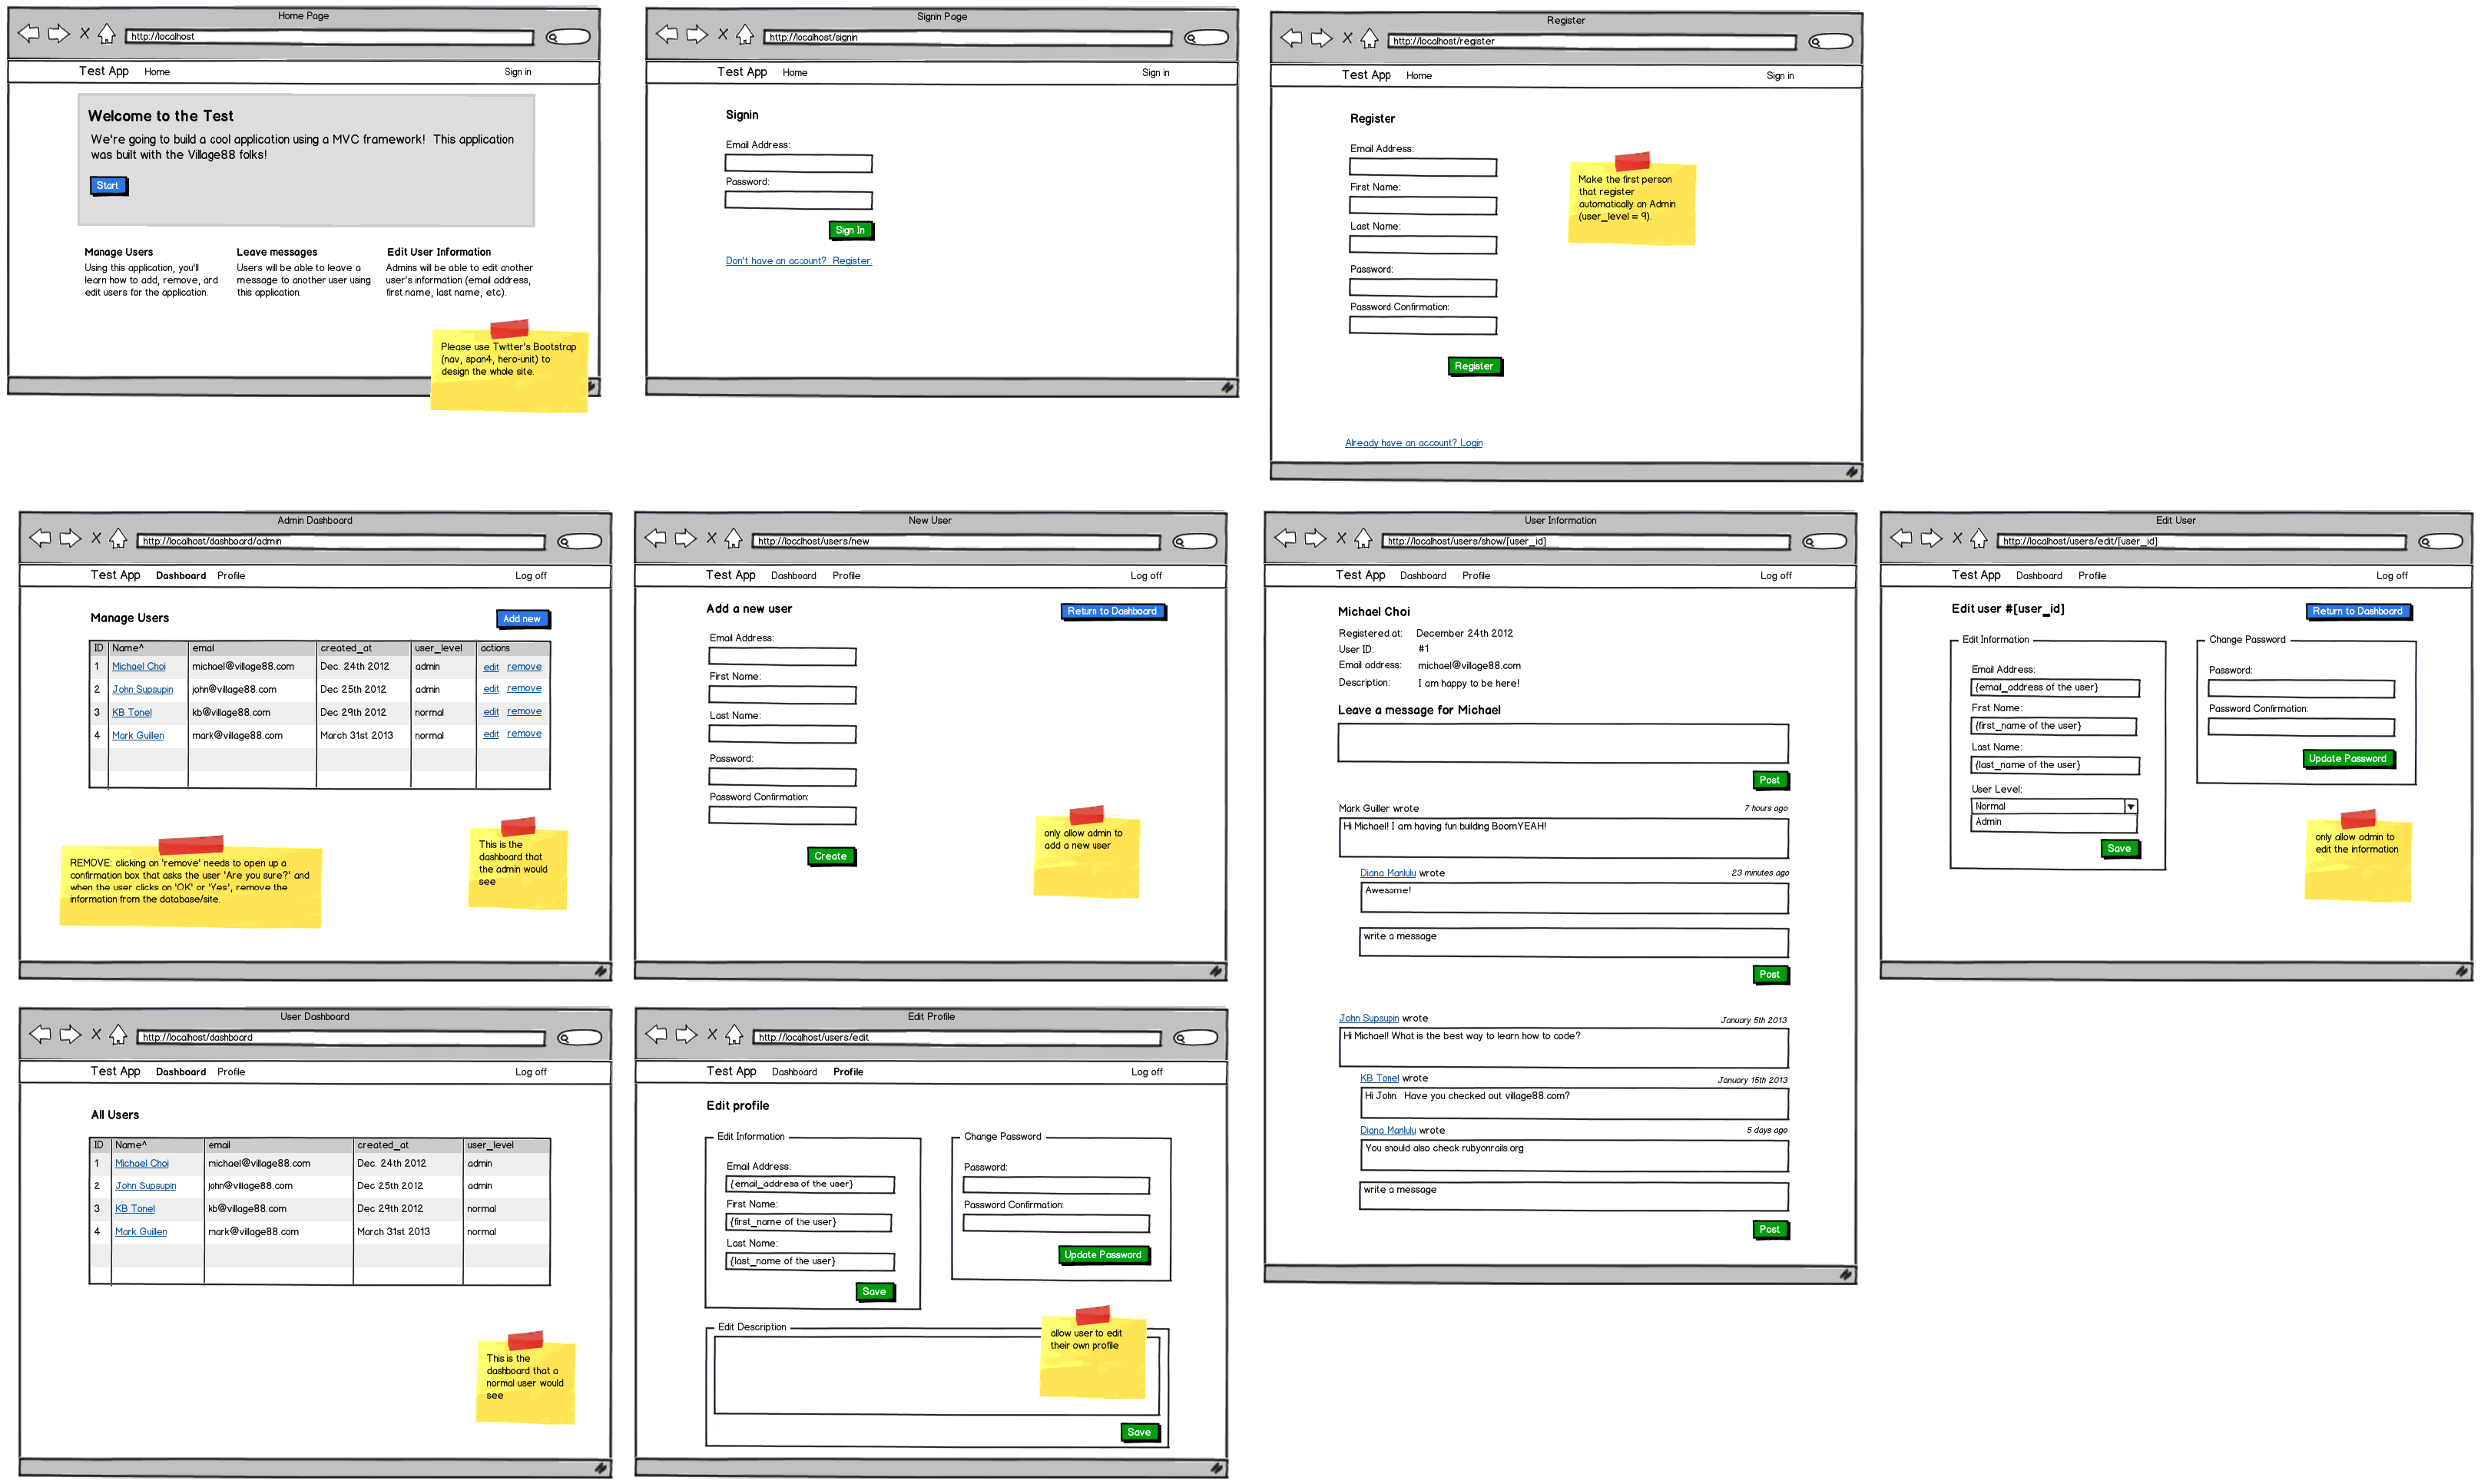 Home Page
http://localhost
Test App Home Sign in
Welcome to the Test
We're going to build a cool application using a MVC framework! This application
was built with the Village88 folks!
Start
Manage Users
Using this application, you'll
learn how to add, remove, and
edit users for the application.
Leave messages
Users will be able to leave a
message to another user using
this application.
Edit User Information
Admins will be able to edit another
user's information (email address,
first name, last name, etc).
Please use Twtter's Bootstrap
(nav, span4, hero-unit) to
design the whole site.
Signin Page
http://localhost/signin
Test App Home Sign in
Signin
Email Address:
Password:
Sign In
Don't have an account? Register.
Register
http://localhost/register
Test App Home Sign in
Register
Email Address:
First Name:
Last Name:
Password:
Password Confirmation:
Register
Already have an account? Login
Make the first person
that register
automatically an Admin
(user_level = 9).
Admin Dashboard
http://localhost/dashboard/admin
Test App Dashboard Profile Log off
Manage Users Add new
ID Name^ email created_at user_level actions
1 Michael Choi michael@village88.com Dec. 24th 2012 admin edit remove
2 John Supsupin john@village88.com Dec 25th 2012 admin edit remove
3 KB Tonel kb@village88.com Dec 29th 2012 normal edit remove
4 Mark Guillen mark@village88.com March 31st 2013 normal edit remove
REMOVE: clicking on 'remove' needs to open up a
confirmation box that asks the user 'Are you sure?' and
when the user clicks on 'OK' or 'Yes', remove the
information from the database/site.
This is the
dashboard that
the admin would
see
New User
http://loclhost/users/new
Test App Dashboard Profile Log off
Add a new user Return to Dashboard
Email Address:
First Name:
Last Name:
Password:
Password Confirmation:
Create
only allow admin to
add a new user
User Information
http://localhost/users/show/[user_id]
Test App Dashboard Profile Log off
Michael Choi
Registered at: December 24th 2012
User ID: #1
Email address: michael@village88.com
Description: I am happy to be here!
Leave a message for Michael
Post
Mark Guiller wrote 7 hours ago
Hi Michael! I am having fun building BoomYEAH!
Diana Manlulu wrote 23 minutes ago
Awesome!
write a message
Post
John Supsupin wrote January 5th 2013
Hi Michael! What is the best way to learn how to code?
KB Tonel wrote January 15th 2013
Hi John. Have you checked out village88.com?
Diana Manlulu wrote 5 days ago
You should also check rubyonrails.org
write a message
Post
Edit User
http://localhost/users/edit/[user_id]
Test App Dashboard Profile Log off
Edit user #[user_id] Return to Dashboard
Edit Information
Email Address:
{email_address of the user}
First Name:
{first_name of the user}
Last Name:
{last_name of the user}
User Level:
Normal
Admin
Save
Change Password
Password:
Password Confirmation:
Update Password
only allow admin to
edit the information
User Dashboard
http://localhost/dashboard
Test App Dashboard Profile Log off
All Users
ID Name^ email created_at user_level
1 Michael Choi michael@village88.com Dec. 24th 2012 admin
2 John Supsupin john@village88.com Dec 25th 2012 admin
3 KB Tonel kb@village88.com Dec 29th 2012 normal
4 Mark Guillen mark@village88.com March 31st 2013 normal
This is the
dashboard that a
normal user would
see
Edit Profile
http://localhost/users/edit
Test App Dashboard Profile Log off
Edit profile
Edit Information
Email Address:
{email_address of the user}
First Name:
{first_name of the user}
Last Name:
{last_name of the user}
Save
Change Password
Password:
Password Confirmation:
Update Password
Edit Description
allow user to edit
their own profile
Save